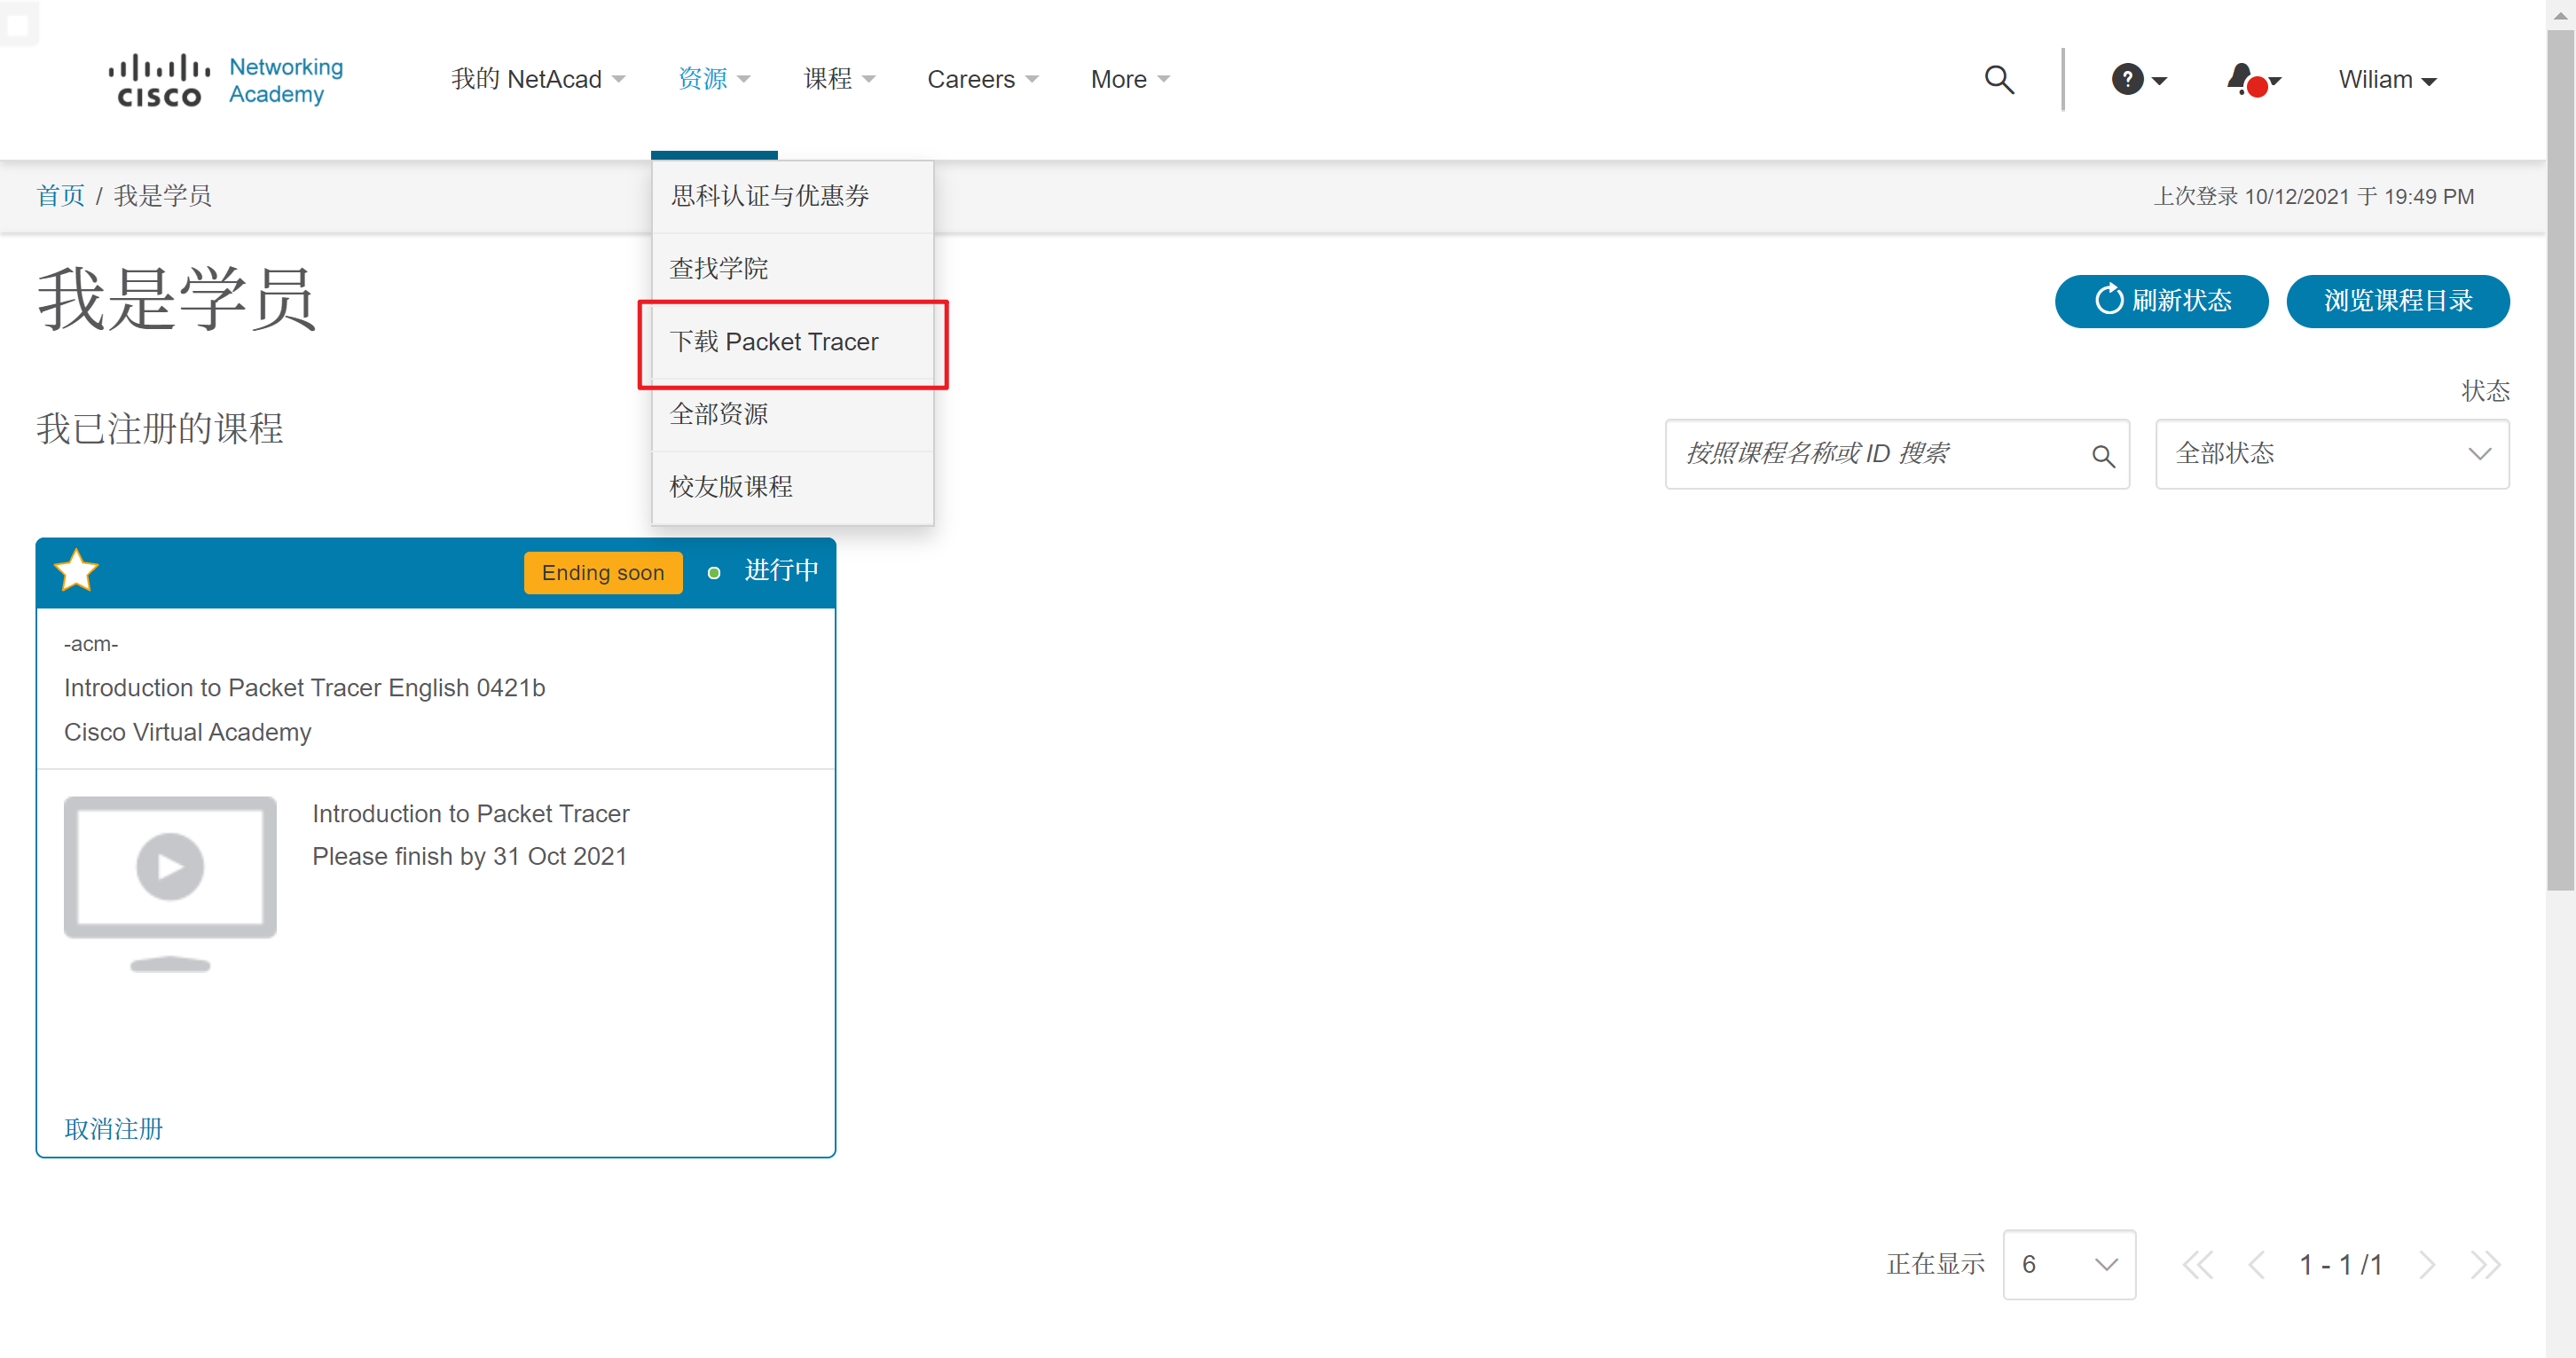 CISCO
Networking
Academy
我的 NetAcad
资源
课程
Careers
More
?
Wiliam
首页 / 我是学员
上次登录 10/12/2021 于 19:49 PM
思科认证与优惠券
查找学院
下载 Packet Tracer
全部资源
校友版课程
我是学员
刷新状态
浏览课程目录
我已注册的课程
状态
按照课程名称或 ID 搜索
全部状态
Ending soon
进行中
-acm-
Introduction to Packet Tracer English 0421b
Cisco Virtual Academy
Introduction to Packet Tracer
Please finish by 31 Oct 2021
取消注册
正在显示
6
1 - 1 /1